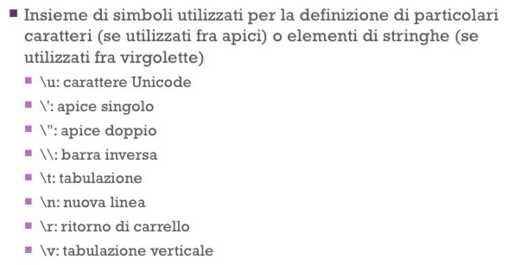 Insieme di simboli utilizzati per la definizione di particolari
caratteri (se utilizzati fra apici) o elementi di stringhe (se
utilizzati fra virgolette)
\u: carattere Unicode
\': apice singolo
\": apice doppio
\\: barra inversa
\t: tabulazione
\n: nuova linea
\r: ritorno di carrello
\v: tabulazione verticale